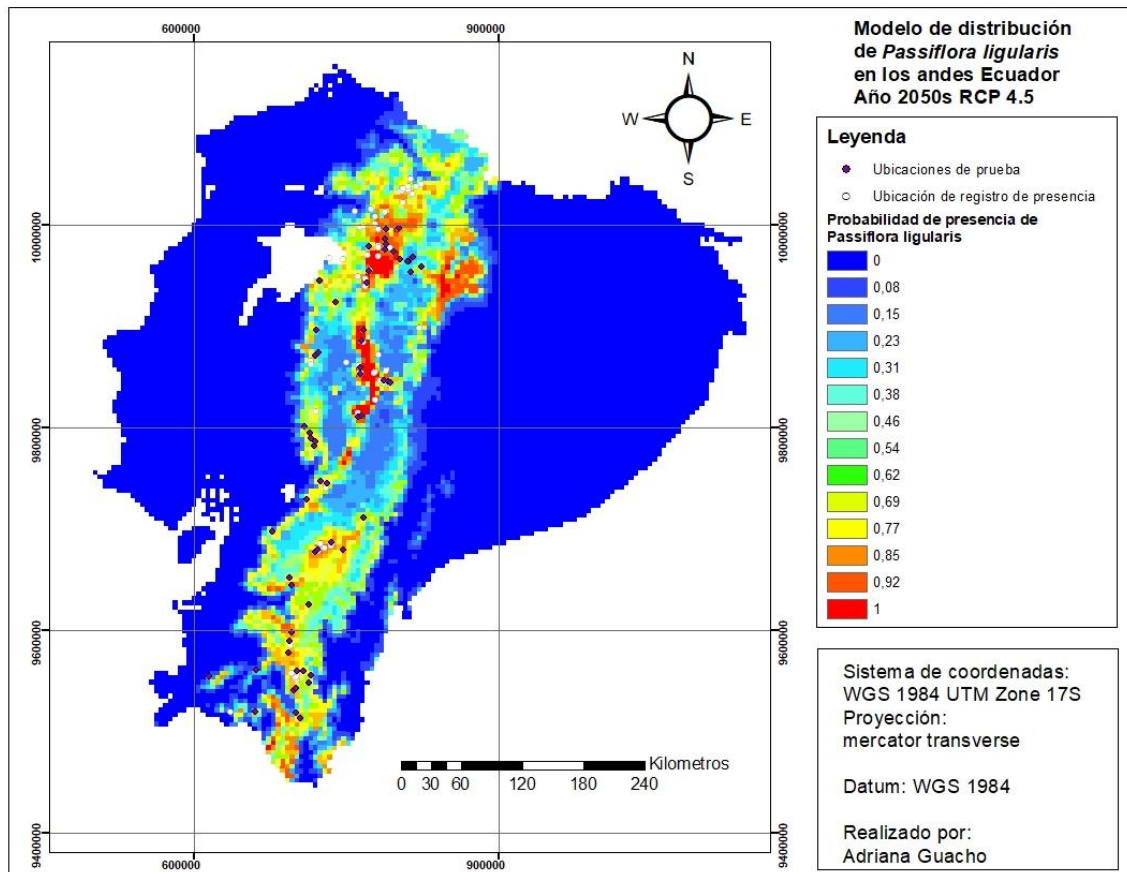 600000
900000
Modelo de distribución
de Passiflora ligularis
en los andes Ecuador
Año 2050s RCP 4.5
N
W
E
S
Leyenda
Ubicaciones de prueba
Ubicación de registro de presencia
Probabilidad de presencia de
Passiflora ligularis
0
0,08
0,15
0,23
0,31
0,38
0,46
0,54
0,62
0,69
0,77
0,85
0,92
1
10000000
10000000
9800000
9800000
9600000
9600000
9400000
9400000
Kilometros
0 30 60 120 180 240
600000
900000
Sistema de coordenadas:
WGS 1984 UTM Zone 17S
Proyección:
mercator transverse
Datum: WGS 1984
Realizado por:
Adriana Guacho